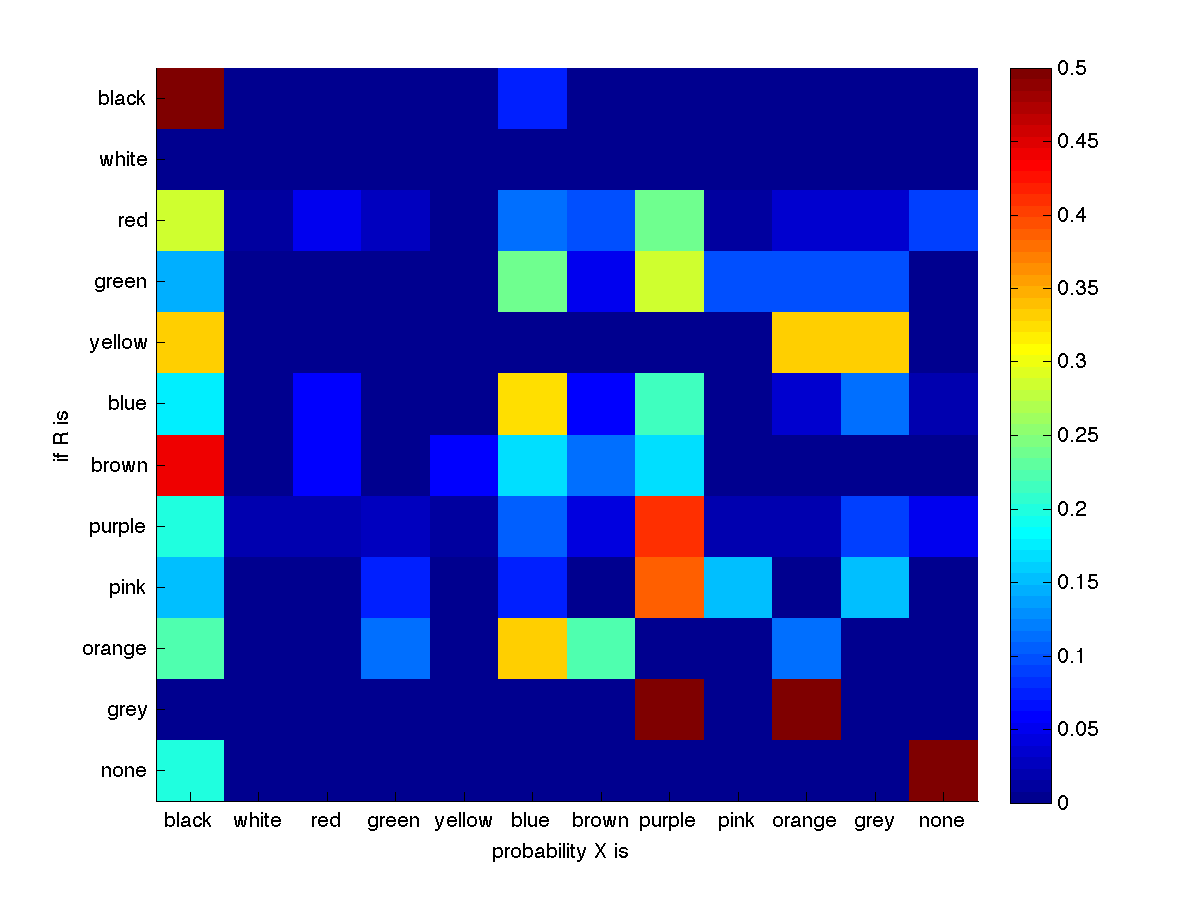 black
white
red
green
yellow
blue
brown
purple
pink
orange
grey
none
if R is
black white red green yellow blue brown purple pink orange grey none
probability X is
0.5
0.45
0.4
0.35
0.3
0.25
0.2
0.15
0.1
0.05
0